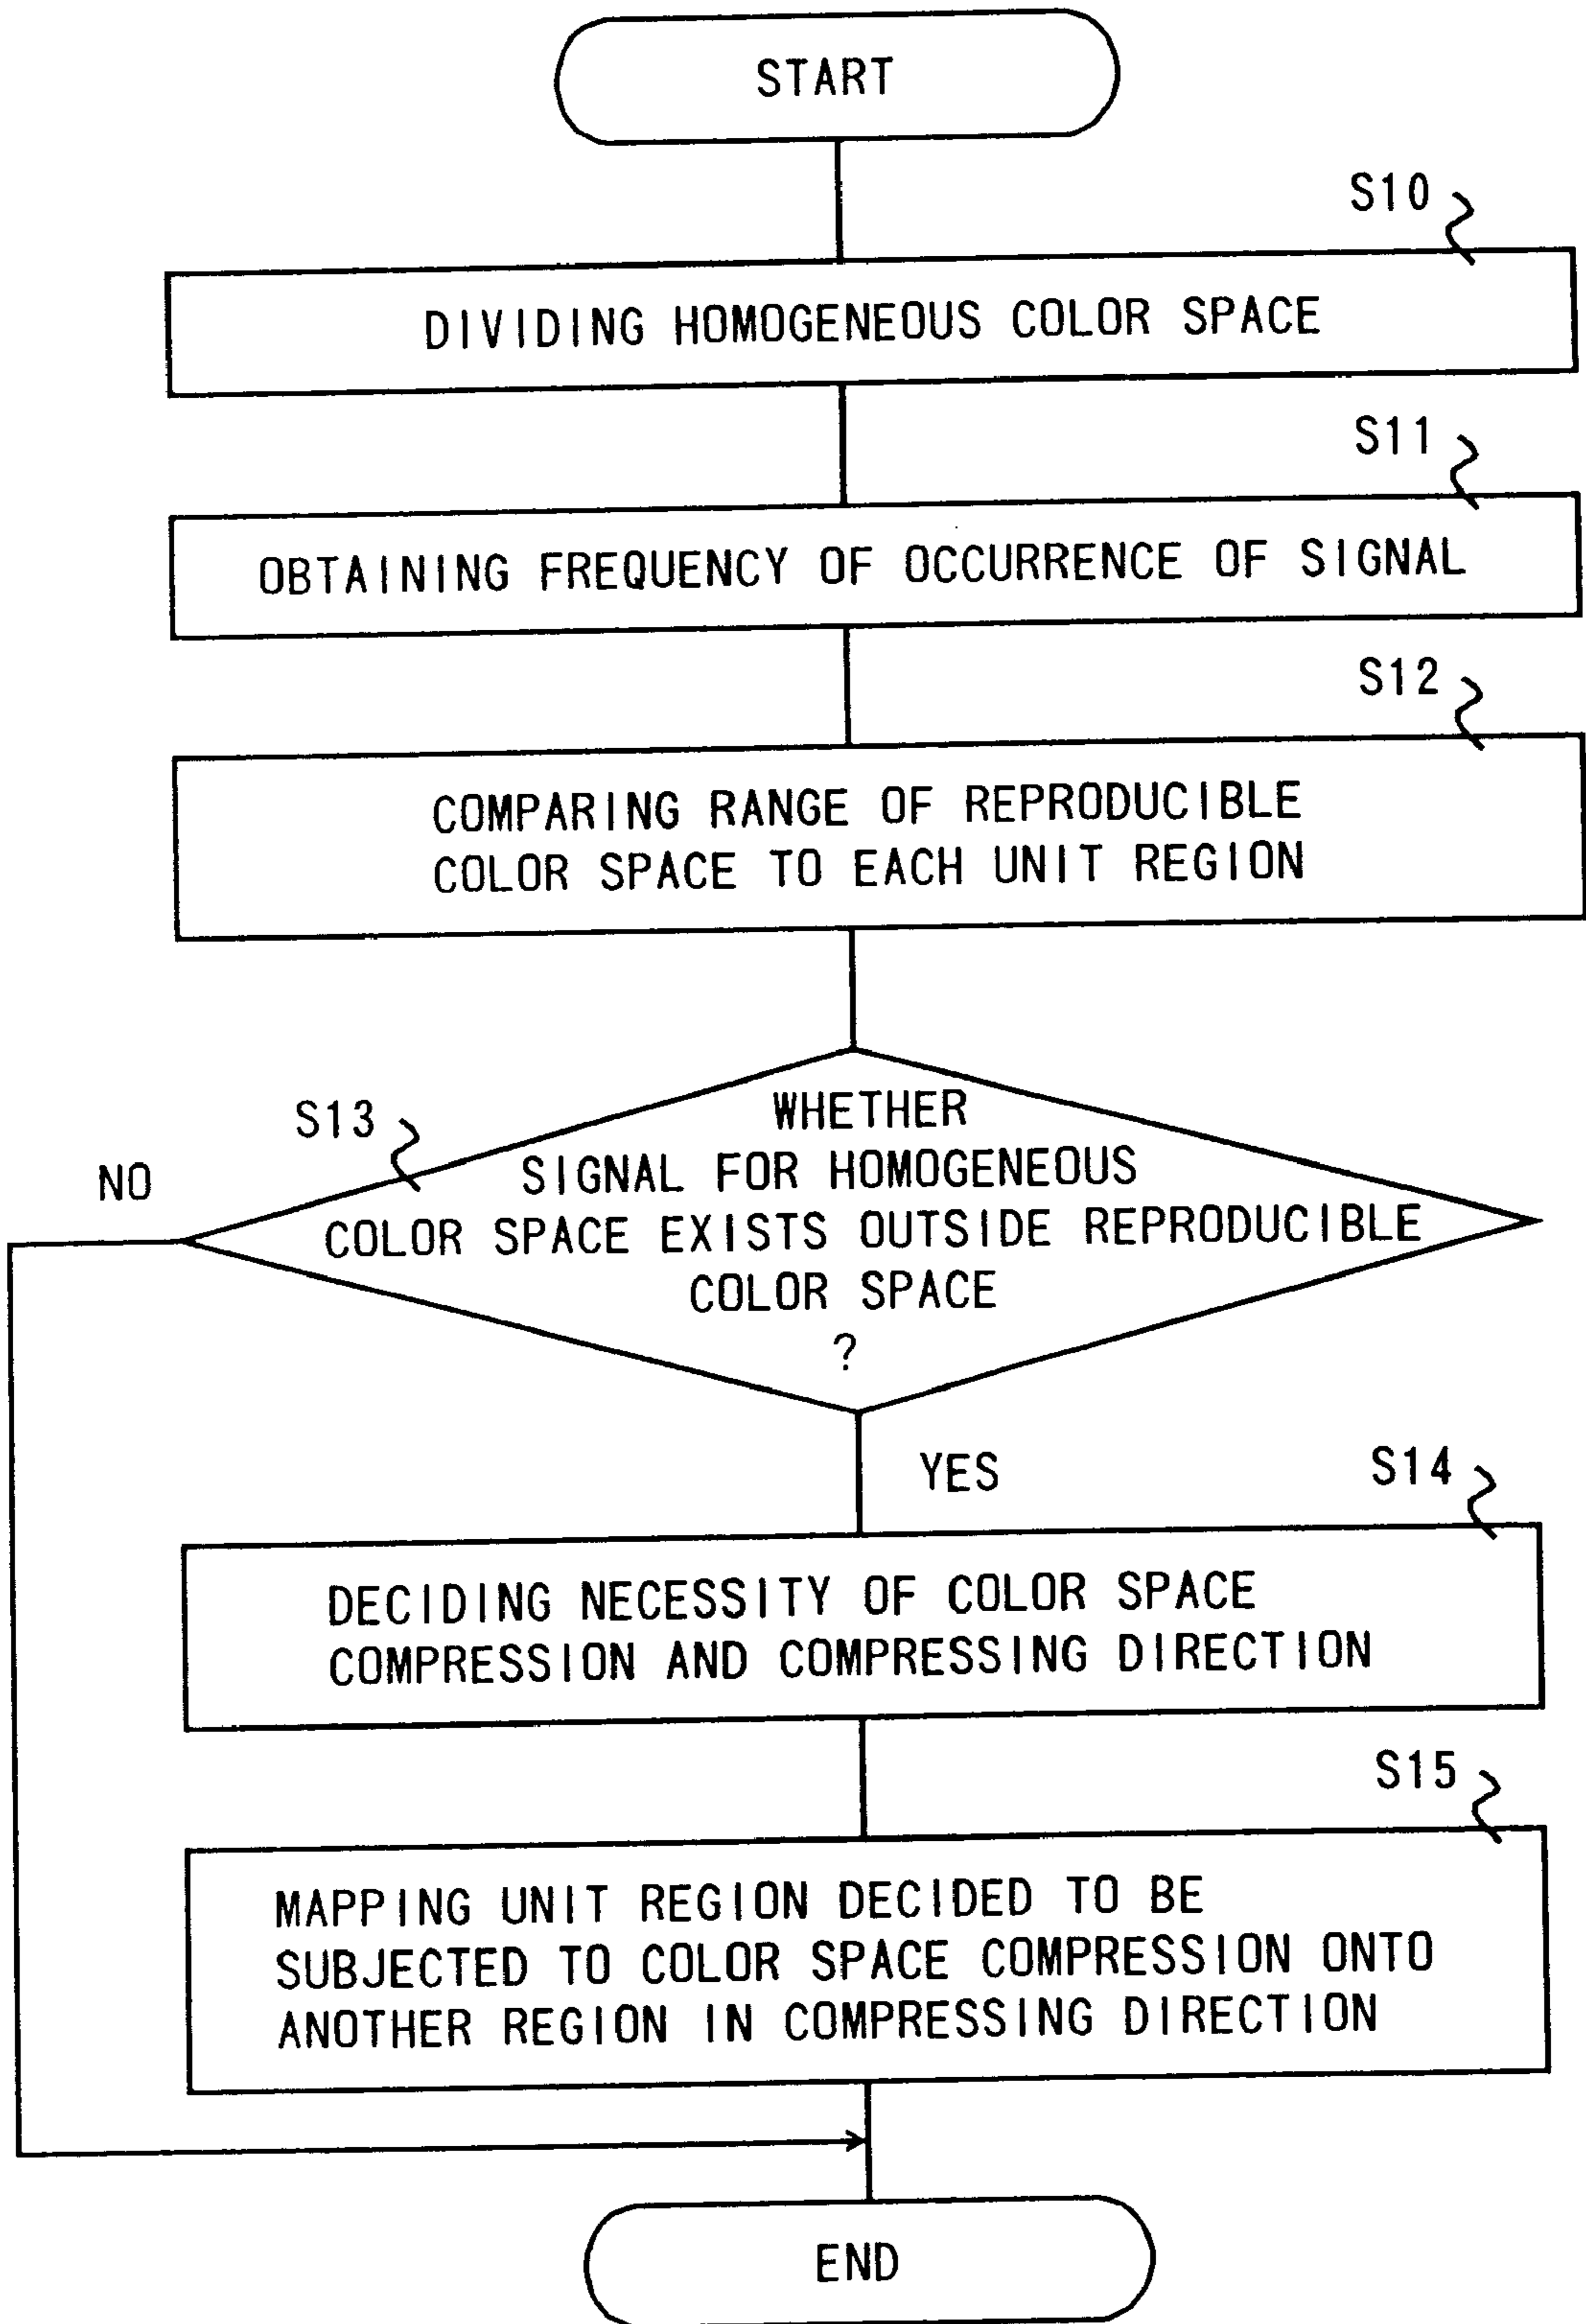 START
S10
DIVIDING HOMOGENEOUS COLOR SPACE
S11
OBTAINING FREQUENCY OF OCCURRENCE OF SIGNAL
S12
COMPARING RANGE OF REPRODUCIBLE
COLOR SPACE TO EACH UNIT REGION
S13
NO
WHETHER
SIGNAL FOR HOMOGENEOUS
COLOR SPACE EXISTS OUTSIDE REPRODUCIBLE
COLOR SPACE
?
YES
S14
DECIDING NECESSITY OF COLOR SPACE
COMPRESSION AND COMPRESSING DIRECTION
S15
MAPPING UNIT REGION DECIDED TO BE
SUBJECTED TO COLOR SPACE COMPRESSION ONTO
ANOTHER REGION IN COMPRESSING DIRECTION
END